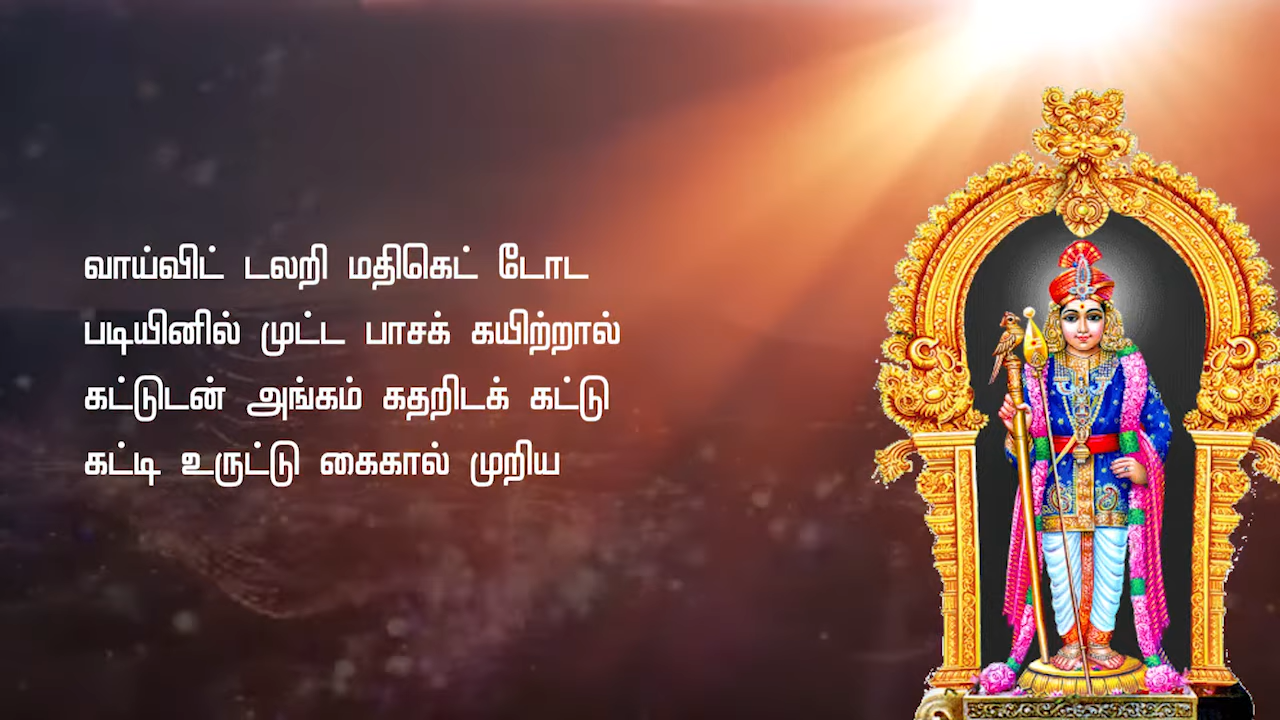 வாய்விட் டலறி மதிகெட் டோட
படியினில் முட்ட பாசக் கயிற்றால்
கட்டுடன் அங்கம் கதறிடக் கட்டு
கட்டி உருட்டு கைகால் முறிய